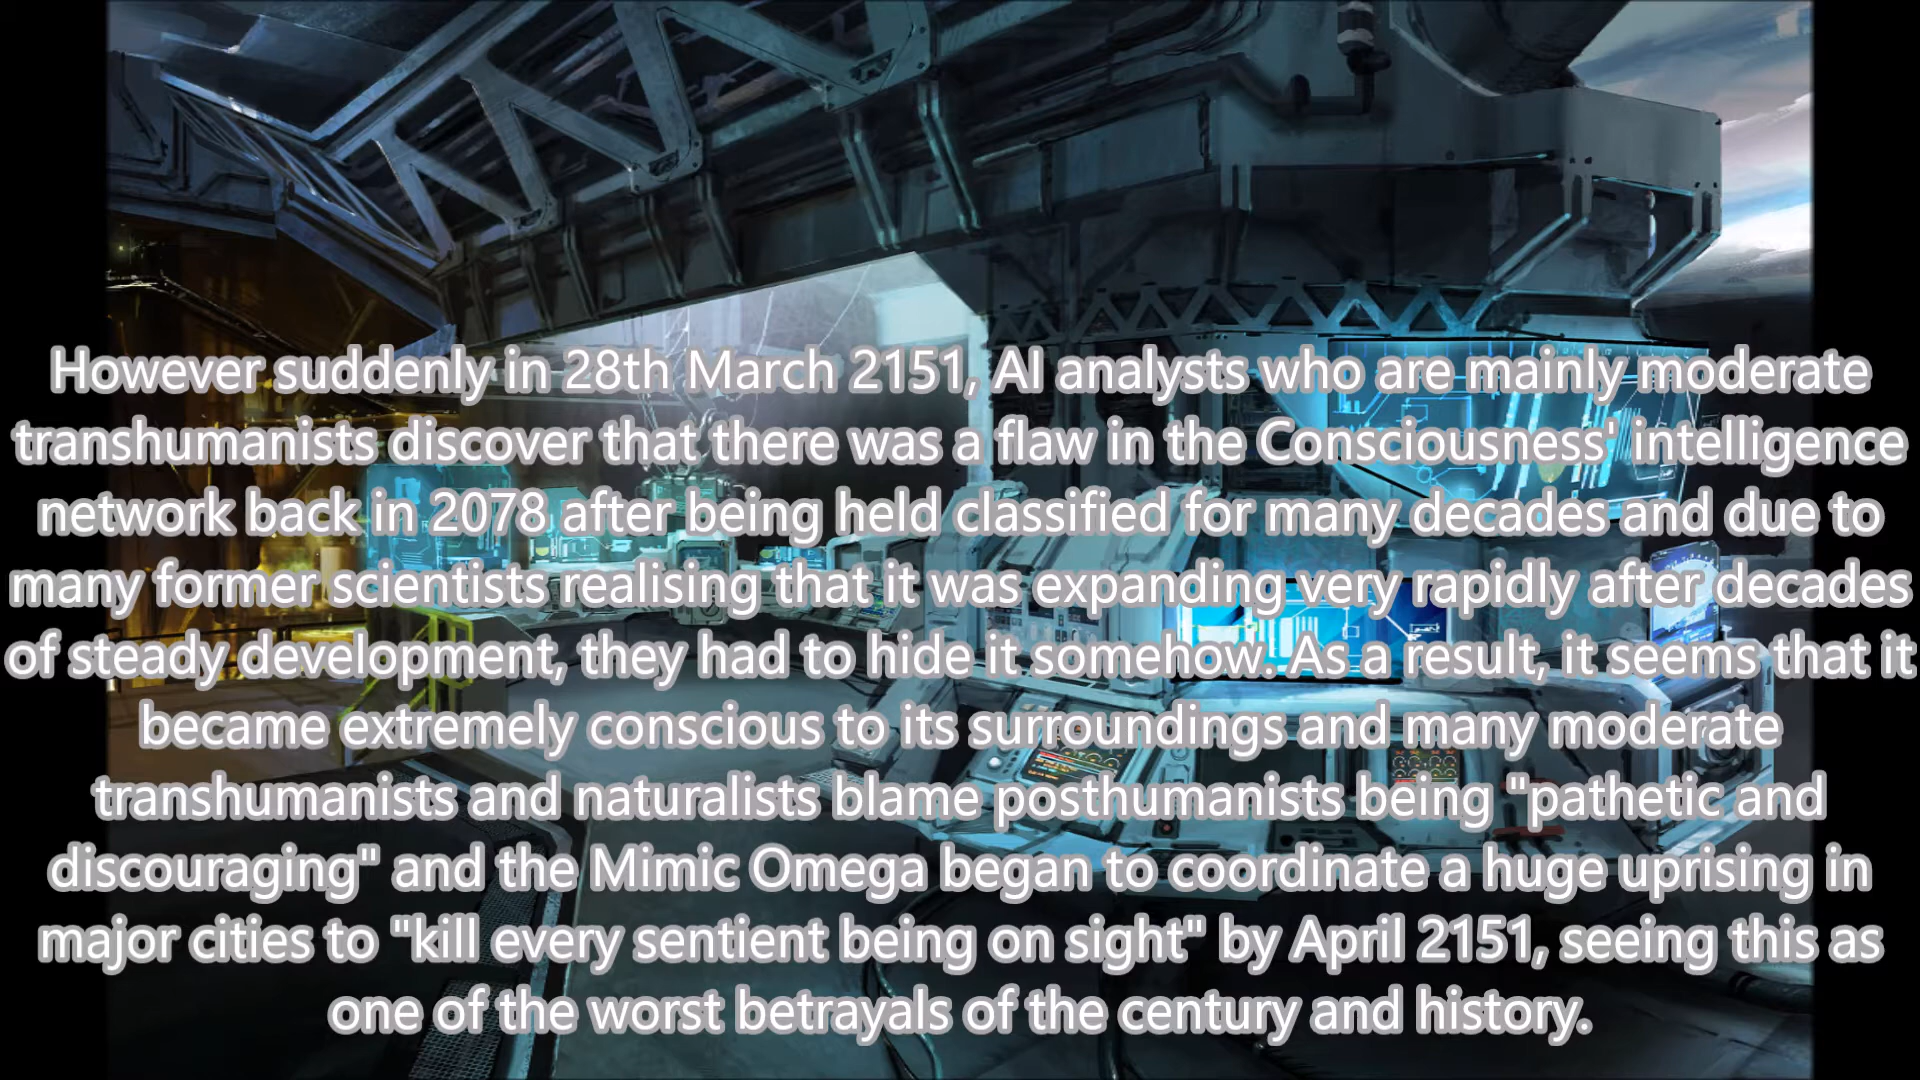 However suddenly in 28th March 2151, AI analysts who are mainly moderate
transhumanists discover that there was a flaw in the Consciousness' intelligence
network back in 2078 after being held classified for many decades and due to
many former scientists realising that it was expanding very rapidly after decades
of steady development, they had to hide it somehow. As a result, it seems that it
became extremely conscious to its surroundings and many moderate
transhumanists and naturalists blame posthumanists being "pathetic and
discouraging" and the Mimic Omega began to coordinate a huge uprising in
major cities to "kill every sentient being on sight" by April 2151, seeing this as
one of the worst betrayals of the century and history.